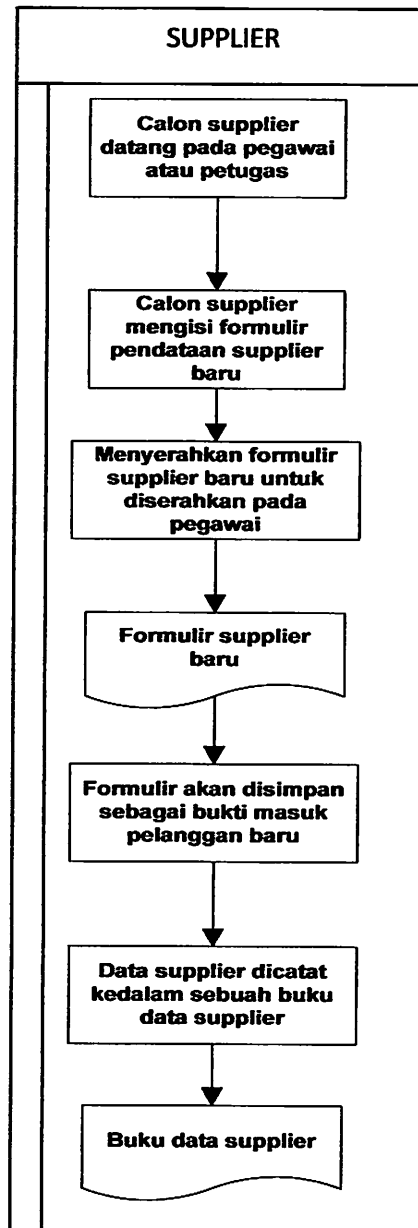 SUPPLIER
Calon supplier
datang pada pegawai
atau petugas
Calon supplier
mengisi formulir
pendataan supplier
baru
Menyerahkan formulir
supplier baru untuk
diserahkan pada
pegawai
Formulir supplier
baru
Formulir akan disimpan
sebagai bukti masuk
pelanggan baru
Data supplier dicatat
kedalam sebuah buku
data supplier
Buku data supplier